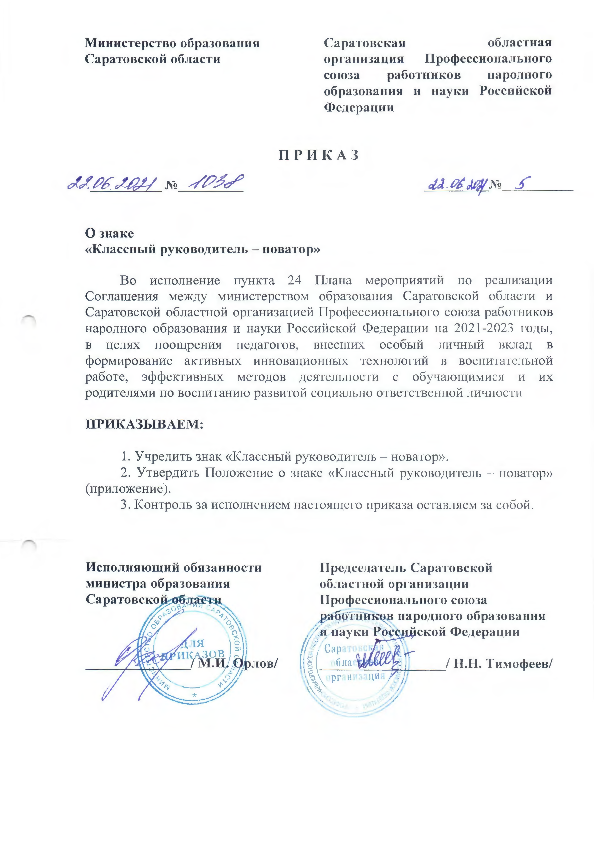 Министерство образования
Саратовской области
Саратовская областная
организация Профессионального
союза работников народного
образования и науки Российской
Федерации
П Р И К А З
22.06.2021 № 1038
22.06.2021 № 5
О знаке
«Классный руководитель – новатор»
Во исполнение пункта 24 Плана мероприятий по реализации
Соглашения между министерством образования Саратовской области и
Саратовской областной организацией Профессионального союза работников
народного образования и науки Российской Федерации на 2021-2023 годы,
в целях поощрения педагогов, внесших особый личный вклад в
формирование активных инновационных технологий в воспитательной
работе, эффективных методов деятельности с обучающимися и их
родителями по воспитанию развитой социально ответственной личности
ПРИКАЗЫВАЕМ:
1. Учредить знак «Классный руководитель – новатор».
2. Утвердить Положение о знаке «Классный руководитель – новатор»
(приложение).
3. Контроль за исполнением настоящего приказа оставляем за собой.
Исполняющий обязанности
министра образования
Саратовской области
/ М.И. Орлов/
Председатель Саратовской
областной организации
Профессионального союза
работников народного образования
и науки Российской Федерации
/ Н.Н. Тимофеев/
МИНИСТЕРСТВО ОБРАЗОВАНИЯ САРАТОВСКОЙ ОБЛАСТИ
ДЛЯ
ПРИКАЗОВ
Саратовская
областная
организация